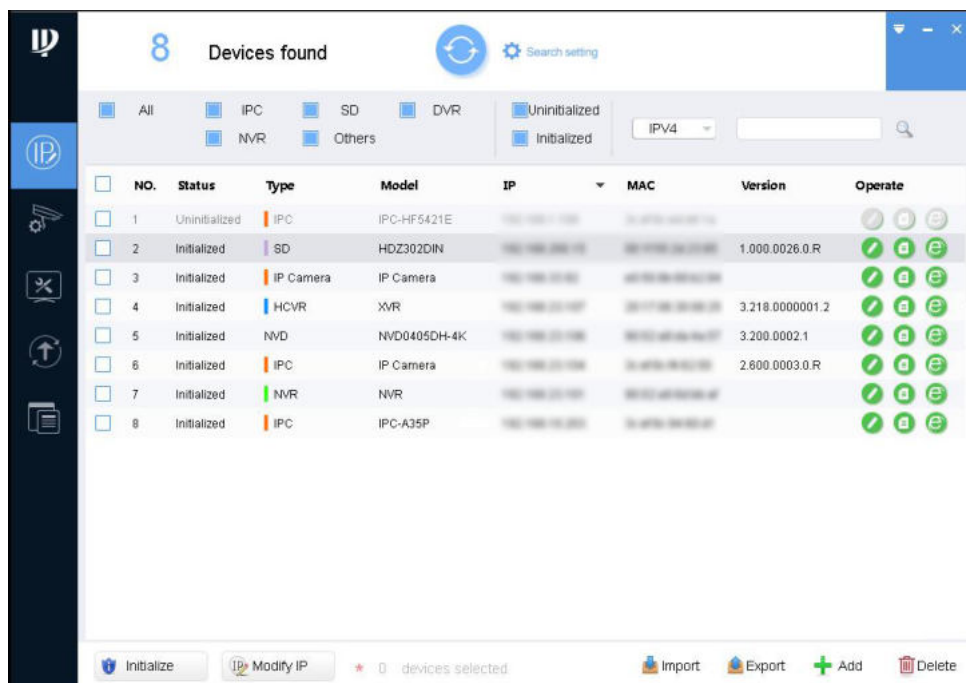 8 Devices found Search setting
All IPC SD DVR Uninitialized
NVR Others Initialized IPV4
NO. Status Type Model IP MAC Version Operate
1 Uninitialized IPC IPC-HF5421E
2 Initialized SD HDZ302DIN 1.000.0026.0.R
3 Initialized IP Camera IP Camera
4 Initialized HCVR XVR 3.218.0000001.2
5 Initialized NVD NVD0405DH-4K 3.200.0002.1
6 Initialized IPC IP Camera 2.600.0003.0.R
7 Initialized NVR NVR
8 Initialized IPC IPC-A35P
Initialize Modify IP * 0 devices selected Import Export Add Delete